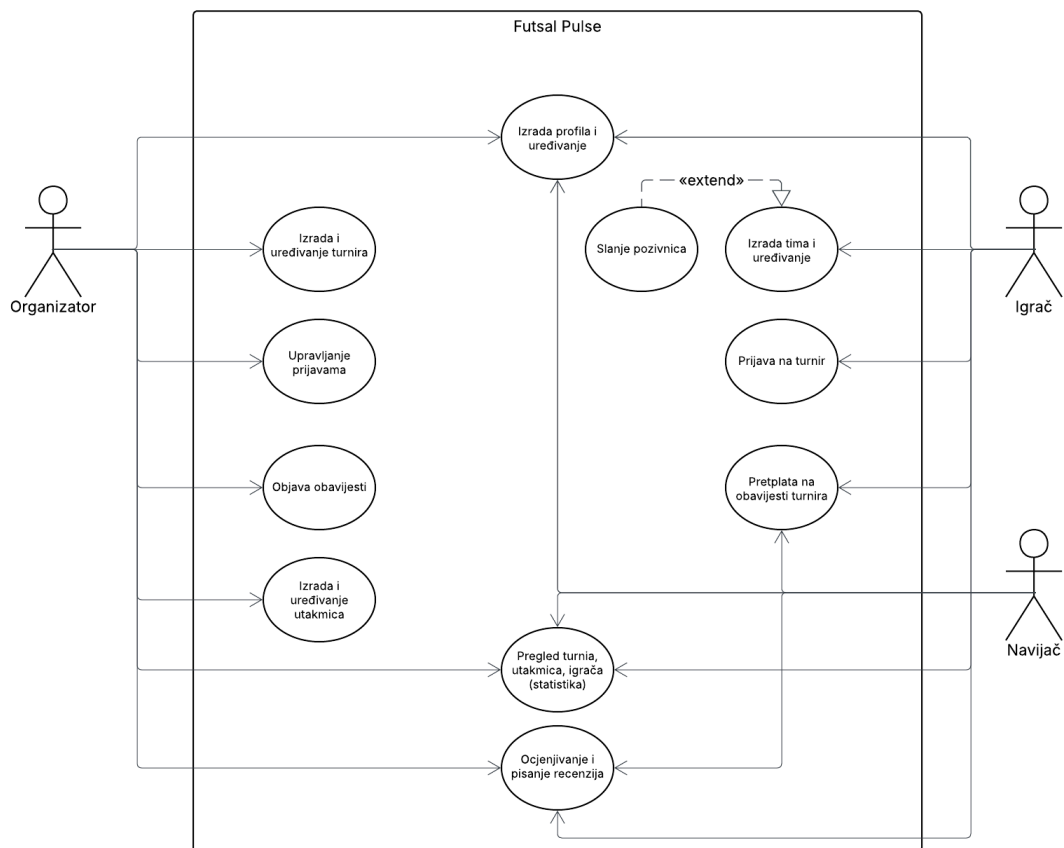 Futsal Pulse
Izrada profila i
uređivanje
«extend»
Izrada i
uređivanje turnira
Slanje pozivnica
Izrada tima i
uređivanje
Organizator
Igrač
Upravljanje
prijavama
Prijava na turnir
Objava obavijesti
Pretplata na
obavijesti turnira
Izrada i
uređivanje
utakmica
Navijač
Pregled turnia,
utakmica, igrača
(statistika)
Ocjenjivanje i
pisanje recenzija